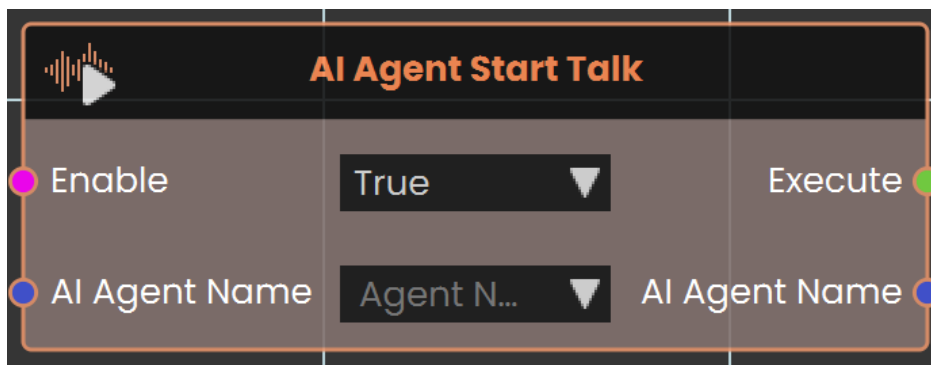 AI Agent Start Talk
Enable True Execute
AI Agent Name Agent N... AI Agent Name